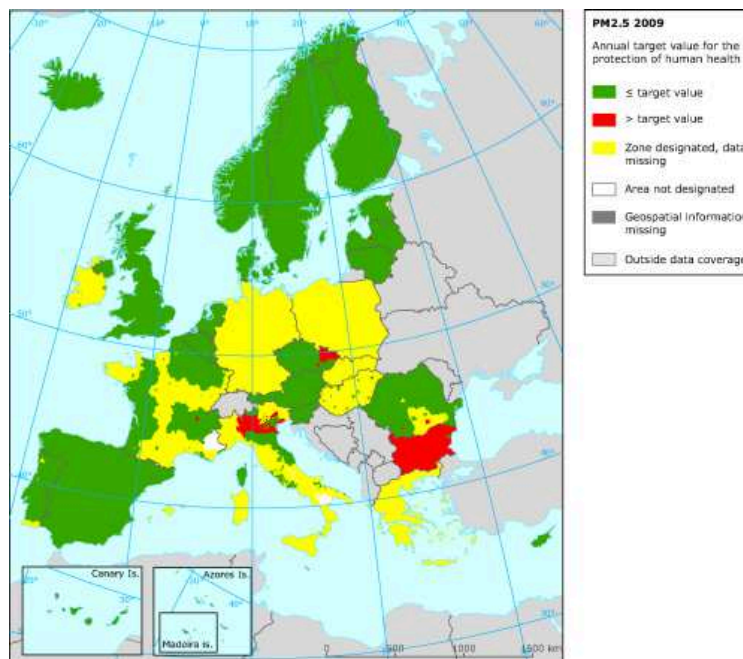 PM2.5 2009
Annual target value for the
protection of human health
≤ target value
> target value
Zone designated, data
missing
Area not designated
Geospatial information
missing
Outside data coverage
Canary Is.
Azores Is.
Madeira Is.
0 500 1000 1500 km